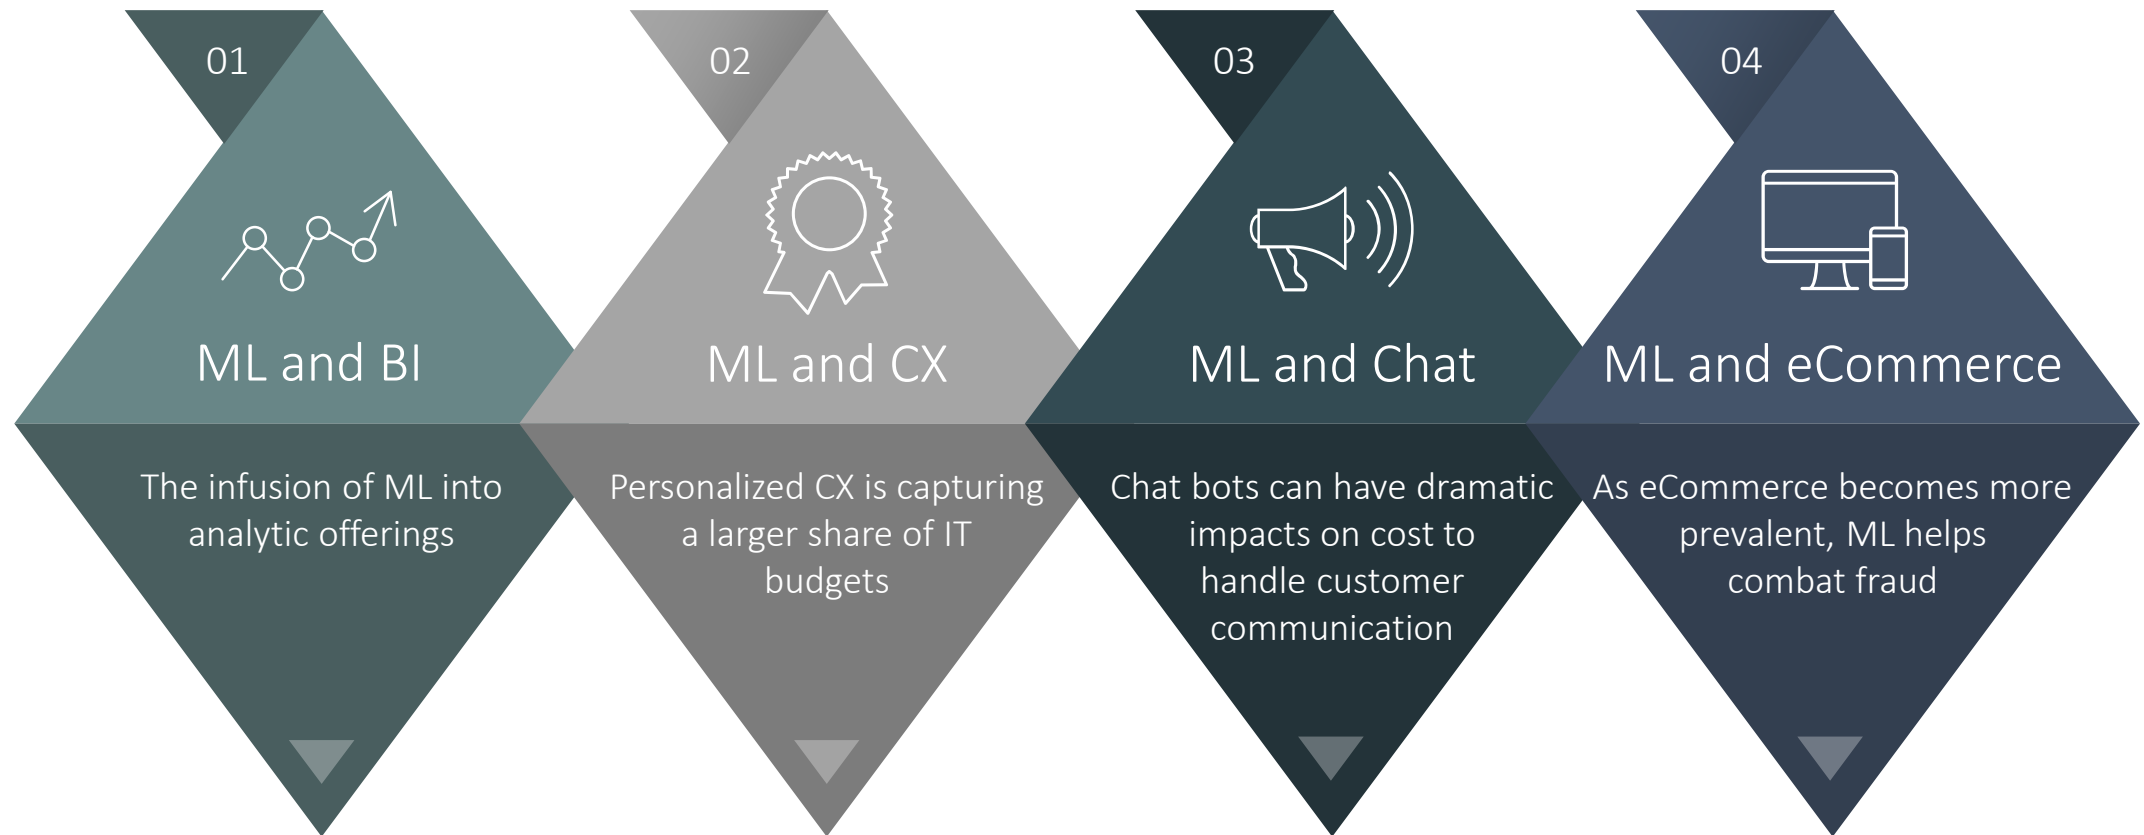 01
ML and BI
The infusion of ML into
analytic offerings
02
ML and CX
Personalized CX is capturing
a larger share of IT
budgets
03
ML and Chat
Chat bots can have dramatic
impacts on cost to
handle customer
communication
04
ML and eCommerce
As eCommerce becomes more
prevalent, ML helps
combat fraud